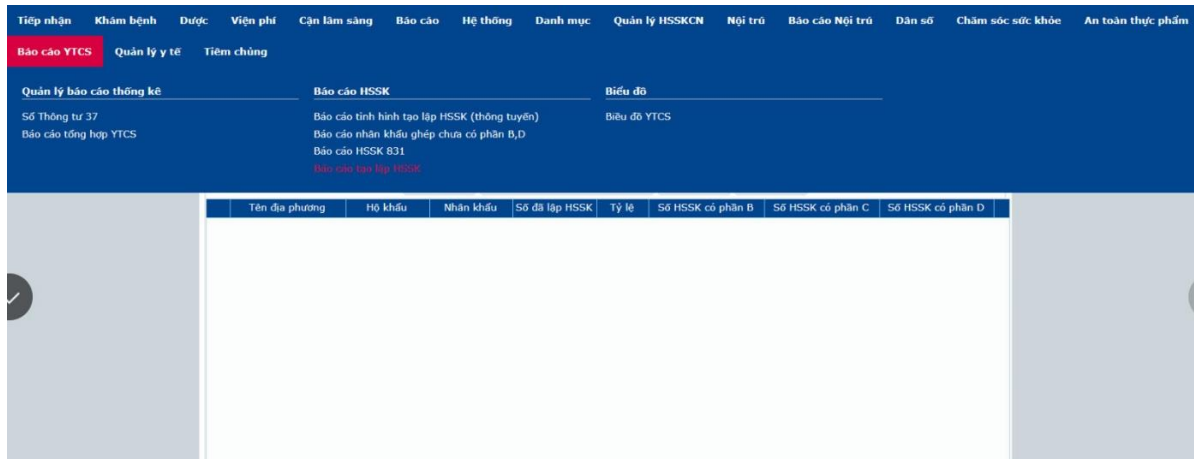 Tiếp nhận Khám bệnh Dược Viện phí Cận lâm sàng Báo cáo Hệ thống Danh mục Quản lý HSSKCN Nội trú Báo cáo Nội trú Dân số Chăm sóc sức khỏe An toàn thực phẩm
Báo cáo YTCS Quản lý y tế Tiêm chủng
Quản lý báo cáo thống kê Báo cáo HSSK Biểu đồ
Sổ Thông tư 37 Báo cáo tình hình tạo lập HSSK (thông tuyến) Biểu đồ YTCS
Báo cáo tổng hợp YTCS Báo cáo nhân khẩu ghép chưa có phần B,D
Báo cáo HSSK 831
Báo cáo tạo lập HSSK
Tên địa phương Hộ khẩu Nhân khẩu Số đã lập HSSK Tỷ lệ Số HSSK có phần B Số HSSK có phần C Số HSSK có phần D